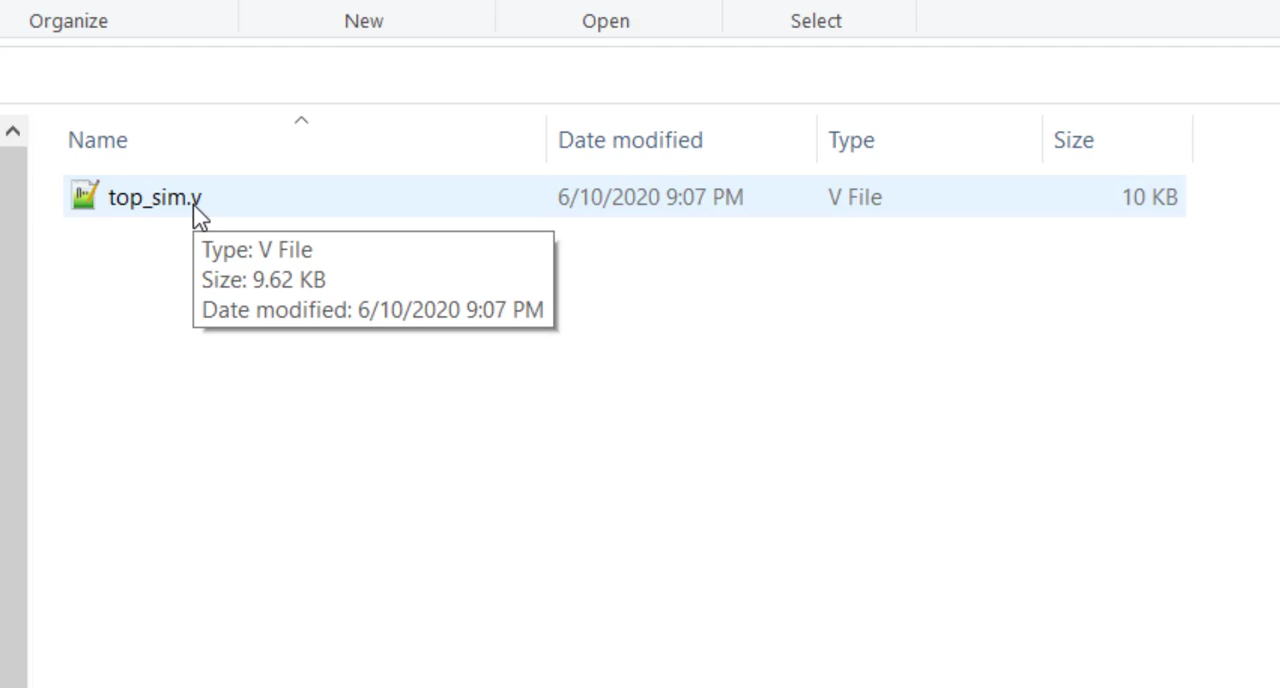 Organize New Open Select
Name Date modified Type Size
top_sim.v 6/10/2020 9:07 PM V File 10 KB
Type: V File
Size: 9.62 KB
Date modified: 6/10/2020 9:07 PM